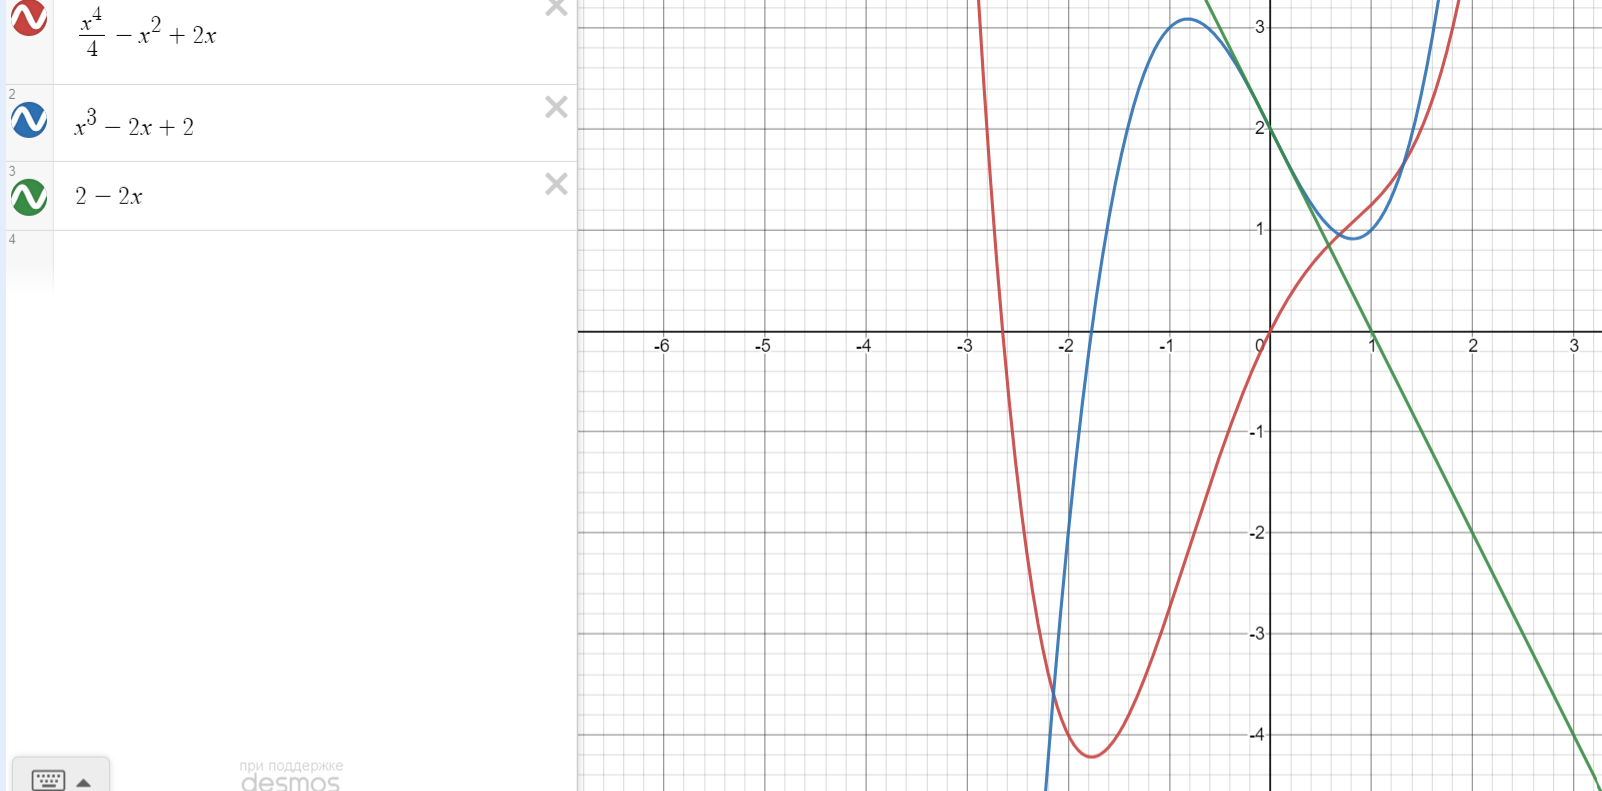 x^4/4 − x^2 + 2x
2
x^3 − 2x + 2
3
2 − 2x
4
при поддержке
desmos
3
2
1
-6 -5 -4 -3 -2 -1 0 1 2 3
-1
-2
-3
-4